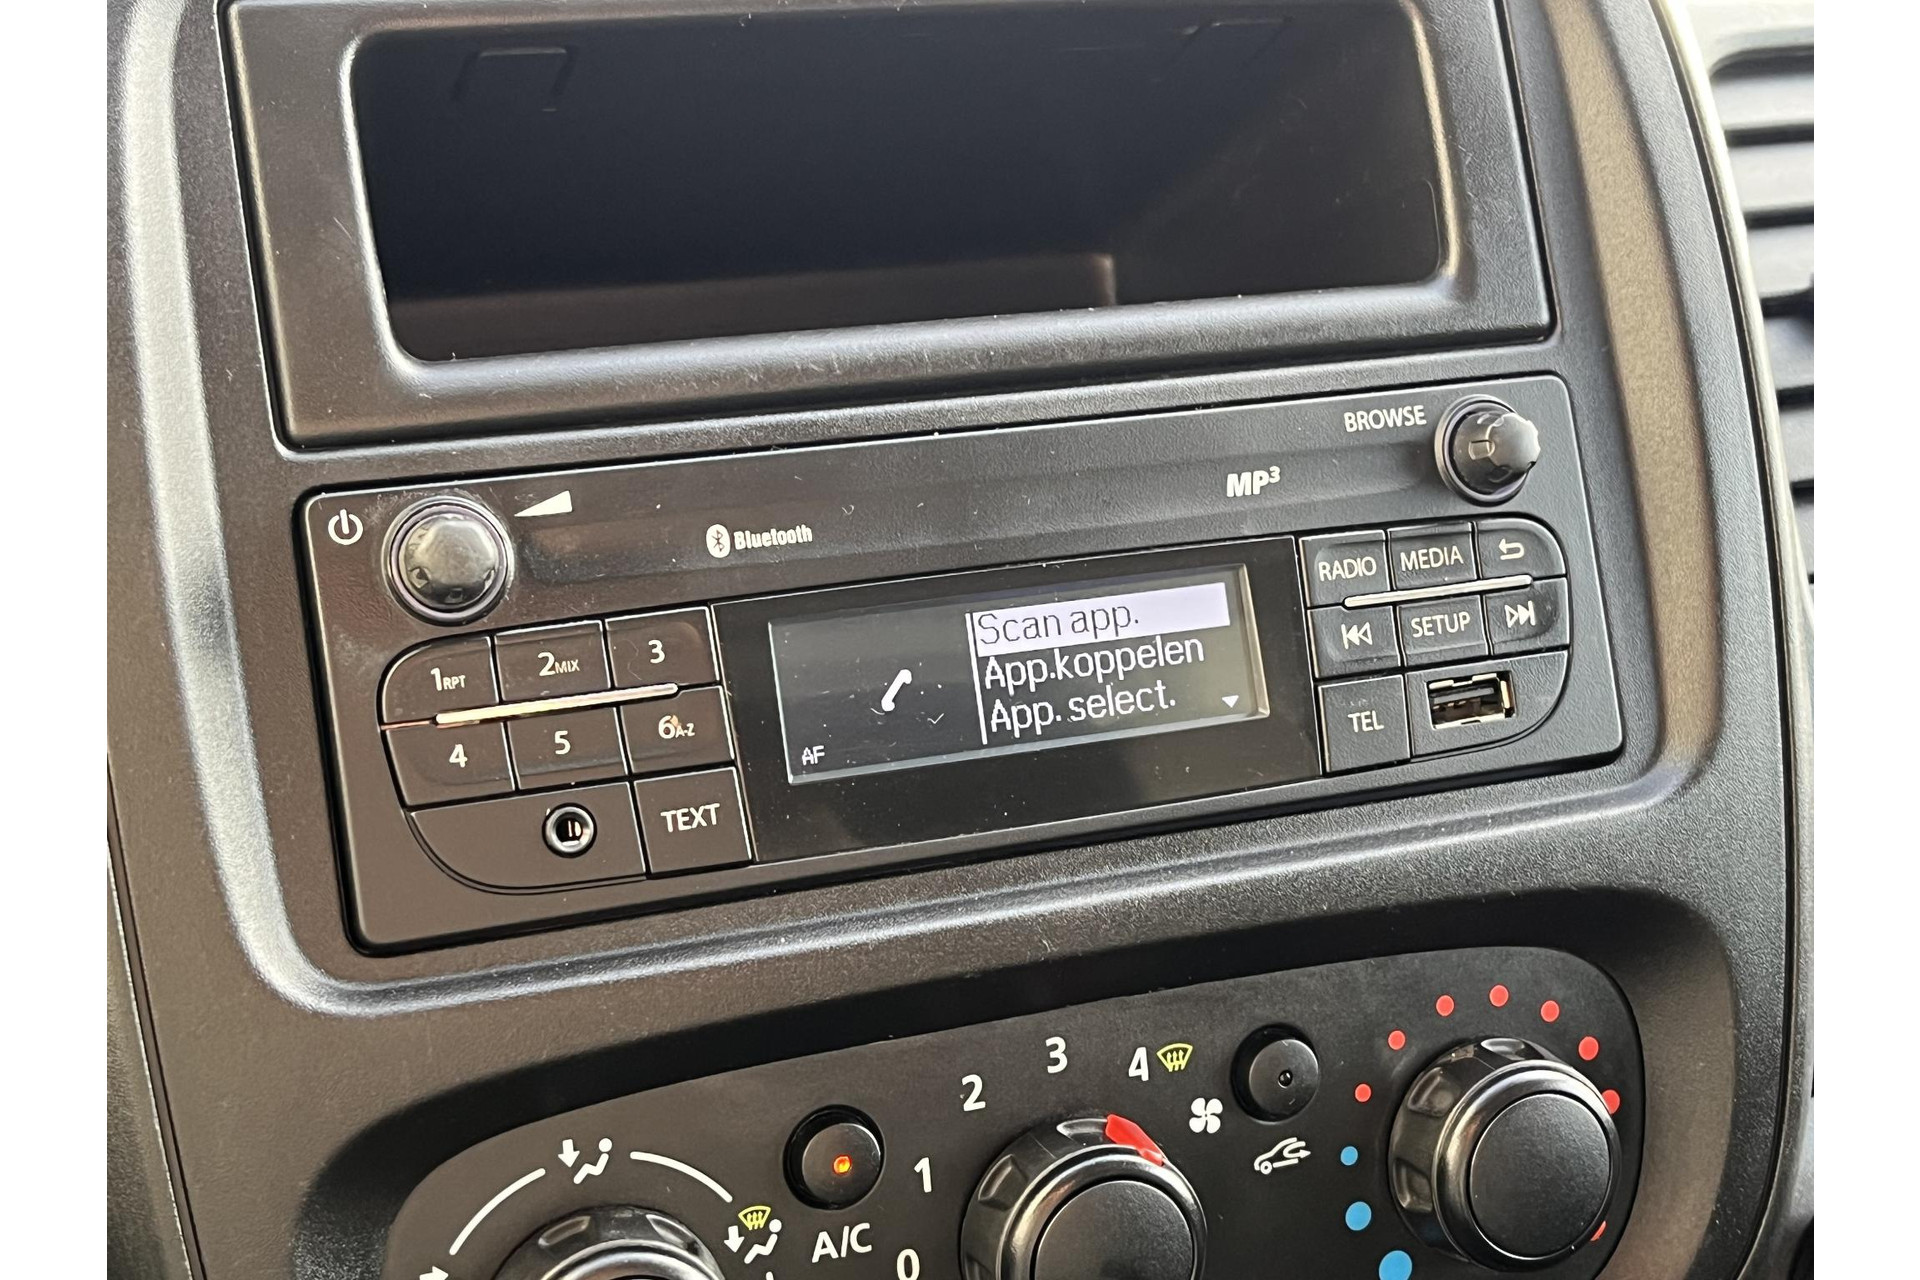 BROWSE
MP3
Bluetooth
RADIO
MEDIA
1RPT
2MIX
3
Scan app.
App.koppelen
App. select.
AF
SETUP
4
5
6A-Z
TEL
TEXT
0
1
2
3
4
A/C